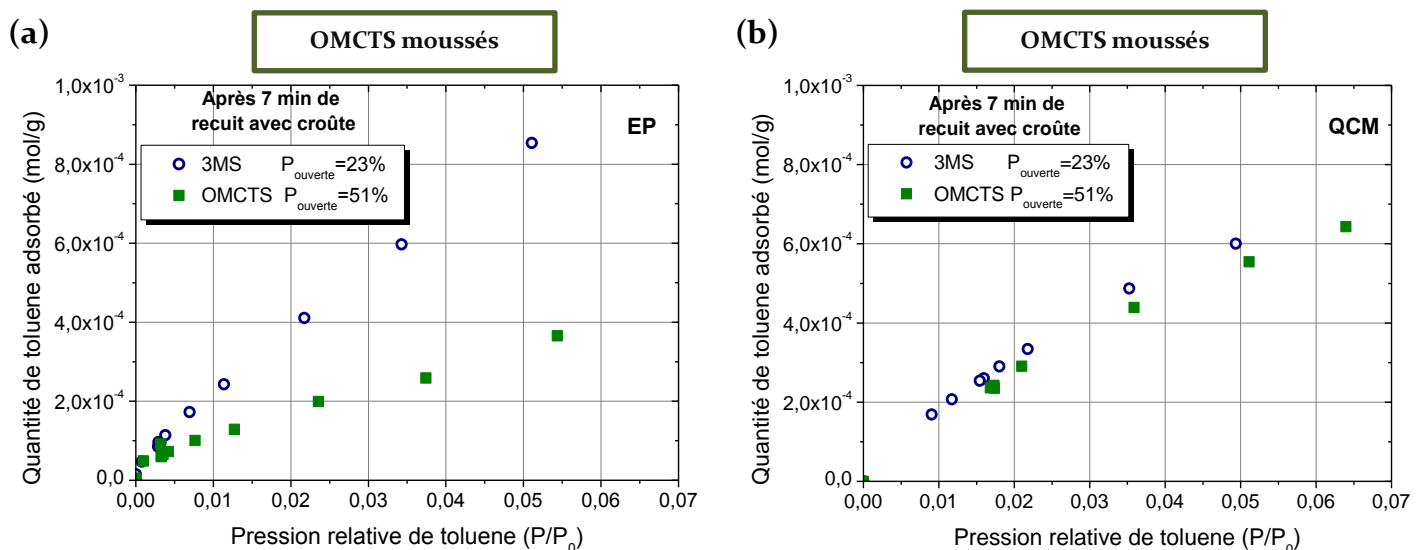 (a)
OMCTS moussés
1,0x10⁻³
8,0x10⁻⁴
6,0x10⁻⁴
4,0x10⁻⁴
2,0x10⁻⁴
0,0
Quantité de toluene adsorbé (mol/g)
Après 7 min de
recuit avec croûte
EP
3MS P_ouverte=23%
OMCTS P_ouverte=51%
0,00 0,01 0,02 0,03 0,04 0,05 0,06 0,07
Pression relative de toluene (P/P₀)
(b)
OMCTS moussés
1,0x10⁻³
8,0x10⁻⁴
6,0x10⁻⁴
4,0x10⁻⁴
2,0x10⁻⁴
0,0
Quantité de toluene adsorbé (mol/g)
Après 7 min de
recuit avec croûte
QCM
3MS P_ouverte=23%
OMCTS P_ouverte=51%
0,00 0,01 0,02 0,03 0,04 0,05 0,06 0,07
Pression relative de toluene (P/P₀)